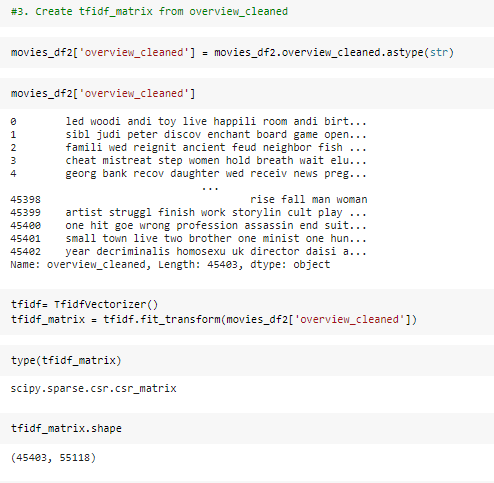 #3. Create tfidf_matrix from overview_cleaned
movies_df2['overview_cleaned'] = movies_df2.overview_cleaned.astype(str)
movies_df2['overview_cleaned']
0 led woodi andi toy live happili room andi birt...
1 sibl judi peter discov enchant board game open...
2 famili wed reignit ancient feud neighbor fish ...
3 cheat mistreat step women hold breath wait elu...
4 georg bank recov daughter wed receiv news preg...
...
45398 rise fall man woman
45399 artist struggl finish work storylin cult play ...
45400 one hit goe wrong profession assassin end suit...
45401 small town live two brother one minist one hun...
45402 year decriminalis homosexu uk director daisi a...
Name: overview_cleaned, Length: 45403, dtype: object
tfidf= TfidfVectorizer()
tfidf_matrix = tfidf.fit_transform(movies_df2['overview_cleaned'])
type(tfidf_matrix)
scipy.sparse.csr.csr_matrix
tfidf_matrix.shape
(45403, 55118)